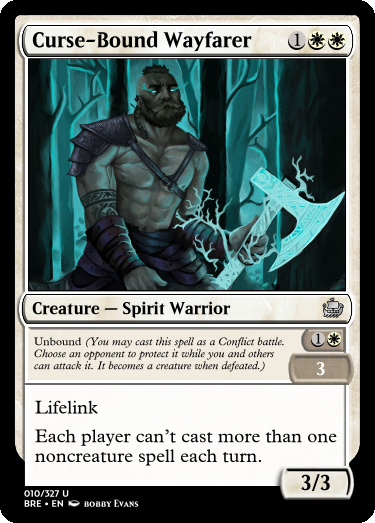 Curse-Bound Wayfarer 1
Creature — Spirit Warrior
Unbound (You may cast this spell as a Conflict battle. 1
Choose an opponent to protect it while you and others
can attack it. It becomes a creature when defeated.) 3
Lifelink
Each player can't cast more than one
noncreature spell each turn.
3/3
010/327 U
BRE • EN BOBBY Evans